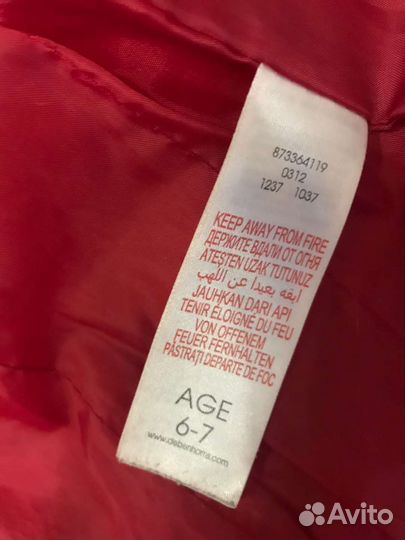 873364119
0312
1237 1037
KEEP AWAY FROM FIRE
ДЕРЖИТЕ ВДАЛИ ОТ ОГНЯ
ATEŞTEN UZAK TUTUNUZ
ابقه بعيدا عن اللهب
JAUHKAN DARI API
TENIR ÉLOIGNÉ DU FEU
VON OFFENEM
FEUER FERNHALTEN
PĂSTRAȚI DEPARTE DE FOC
AGE
6-7
www.debenhams.com
Avito